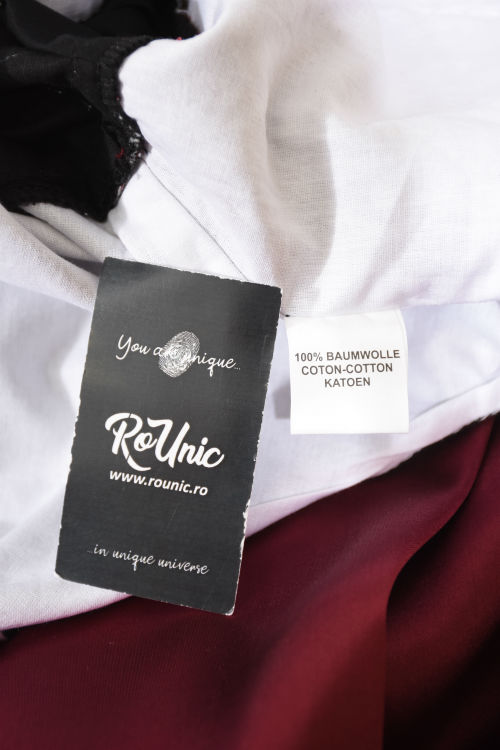 You are unique...
RoUnic
www.rounic.ro
...in unique universe
100% BAUMWOLLE
COTON-COTTON
KATOEN